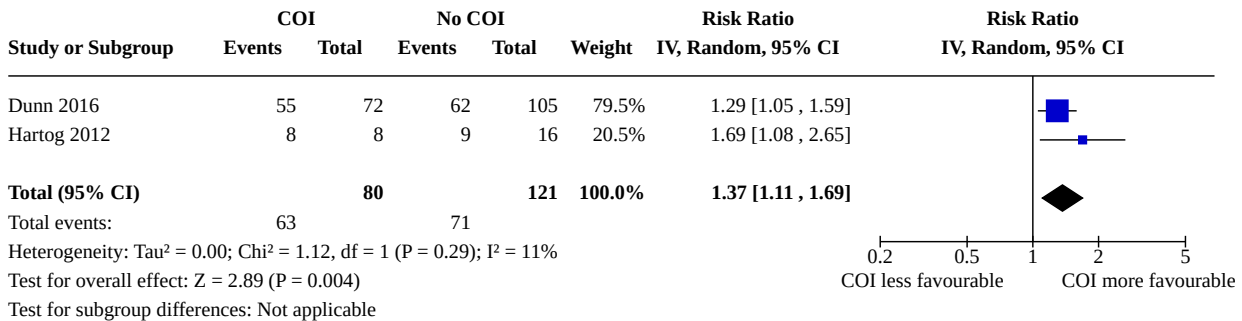 COI No COI Risk Ratio Risk Ratio
Study or Subgroup Events Total Events Total Weight IV, Random, 95% CI IV, Random, 95% CI
Dunn 2016 55 72 62 105 79.5% 1.29 [1.05 , 1.59]
Hartog 2012 8 8 9 16 20.5% 1.69 [1.08 , 2.65]
Total (95% CI) 80 121 100.0% 1.37 [1.11 , 1.69]
Total events: 63 71
Heterogeneity: Tau² = 0.00; Chi² = 1.12, df = 1 (P = 0.29); I² = 11%
0.2 0.5 1 2 5
Test for overall effect: Z = 2.89 (P = 0.004)
COI less favourable COI more favourable
Test for subgroup differences: Not applicable